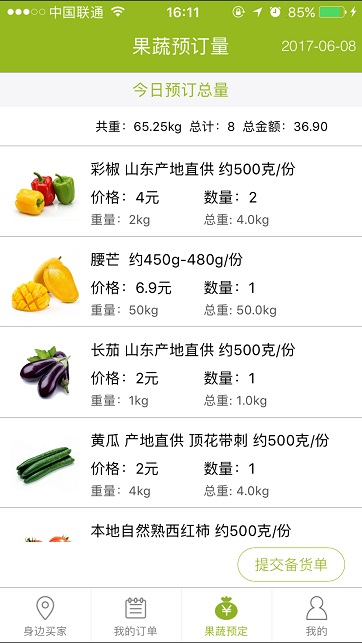 中国联通 16:11 85%
果蔬预订量 2017-06-08
今日预订总量
共重：65.25kg 总计：8 总金额：36.90
彩椒 山东产地直供 约500克/份
价格：4元 数量：2
重量：2kg 总重: 4.0kg
腰芒 约450g-480g/份
价格：6.9元 数量：1
重量：50kg 总重: 50.0kg
长茄 山东产地直供 约500克/份
价格：2元 数量：1
重量：1kg 总重: 1.0kg
黄瓜 产地直供 顶花带刺 约500克/份
价格：2元 数量：1
重量：4kg 总重: 4.0kg
本地自然熟西红柿 约500克/份
提交备货单
身边买家 我的订单 果蔬预定 我的